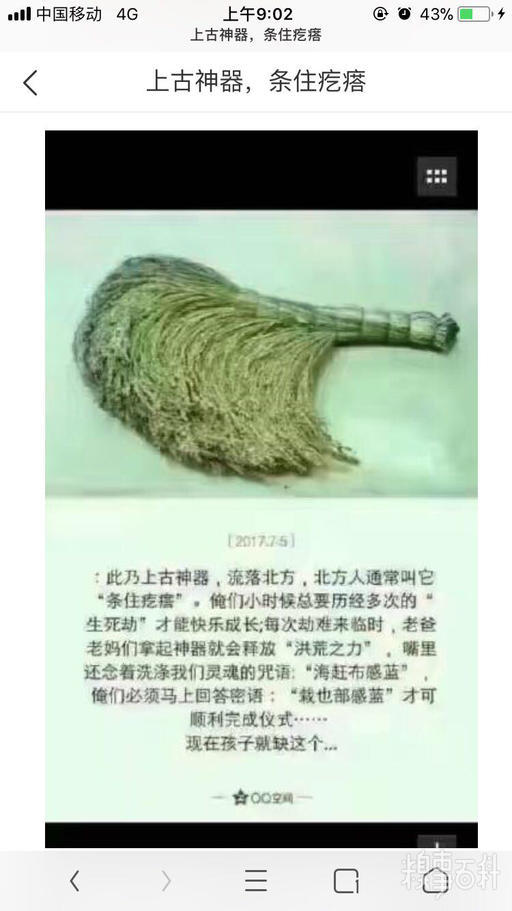 中国移动 4G 上午9:02 43%
上古神器，条住疙瘩
上古神器，条住疙瘩
[2017.7.5]
：此乃上古神器，流落北方，北方人通常叫它
“条住疙瘩”。俺们小时候总要历经多次的“
生死劫”才能快乐成长;每次劫难来临时，老爸
老妈们拿起神器就会释放“洪荒之力”，嘴里
还念着洗涤我们灵魂的咒语:“海赶布感蓝”，
俺们必须马上回答密语：“栽也部感蓝”才可
顺利完成仪式……
现在孩子就缺这个...
QQ空间
1
糗事百科